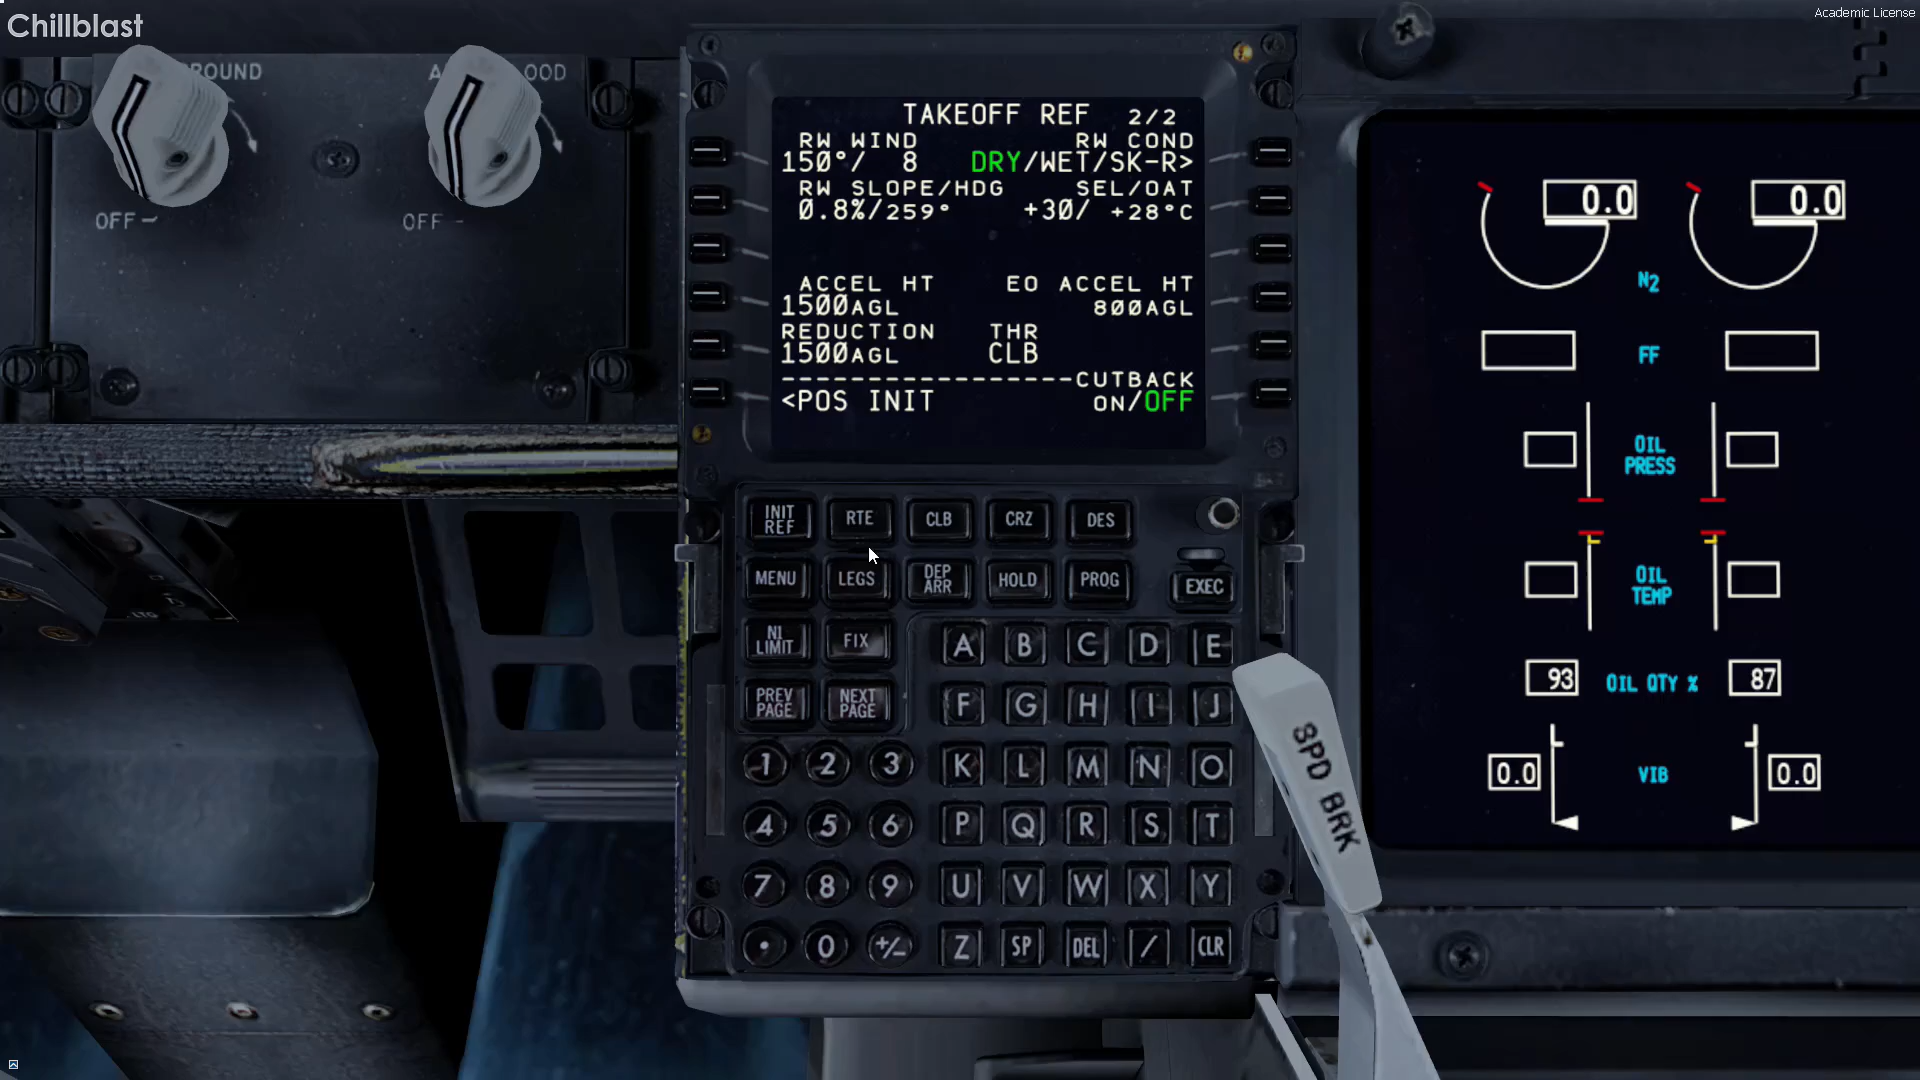 Chillblast
Academic License
OFF
OFF
TAKEOFF REF 2/2
RW WIND RW COND
150°/ 8 DRY/WET/SK-R>
RW SLOPE/HDG SEL/OAT
0.8%/259° +30/ +28°C
ACCEL HT EO ACCEL HT
1500AGL 800AGL
REDUCTION THR
1500AGL CLB
------------------CUTBACK
<POS INIT ON/OFF
INIT REF RTE CLB CRZ DES
MENU LEGS DEP ARR HOLD PROG EXEC
N1 LIMIT FIX
A B C D E
PREV PAGE NEXT PAGE
F G H I J
1 2 3 K L M N O
4 5 6 P Q R S T
7 8 9 U V W X Y
. 0 +/- Z SP DEL / CLR
SPD BRK
0.0 0.0
N2
FF
OIL
PRESS
OIL
TEMP
93 OIL QTY % 87
0.0 VIB 0.0